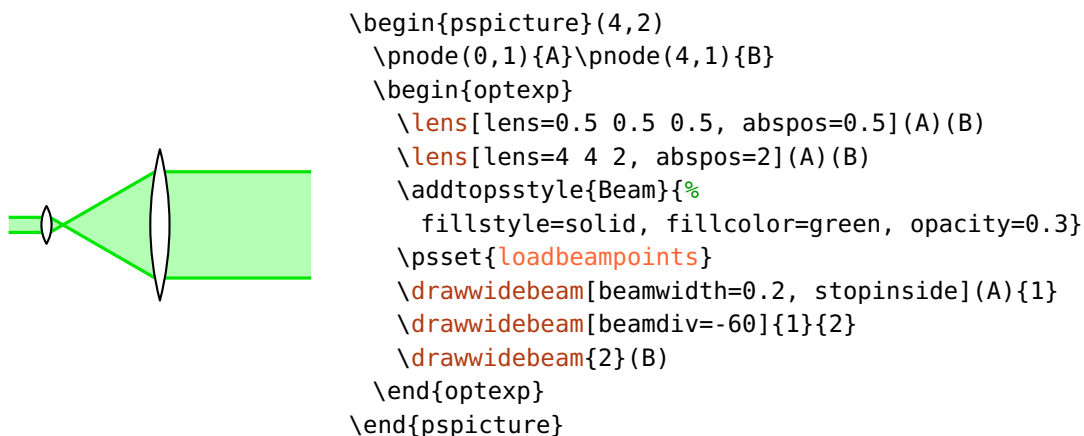 \begin{pspicture}(4,2)
\pnode(0,1){A}\pnode(4,1){B}
\begin{optexp}
\lens[lens=0.5 0.5 0.5, abspos=0.5](A)(B)
\lens[lens=4 4 2, abspos=2](A)(B)
\addtopsstyle{Beam}{%
fillstyle=solid, fillcolor=green, opacity=0.3}
\psset{loadbeampoints}
\drawwidebeam[beamwidth=0.2, stopinside](A){1}
\drawwidebeam[beamdiv=-60]{1}{2}
\drawwidebeam{2}(B)
\end{optexp}
\end{pspicture}